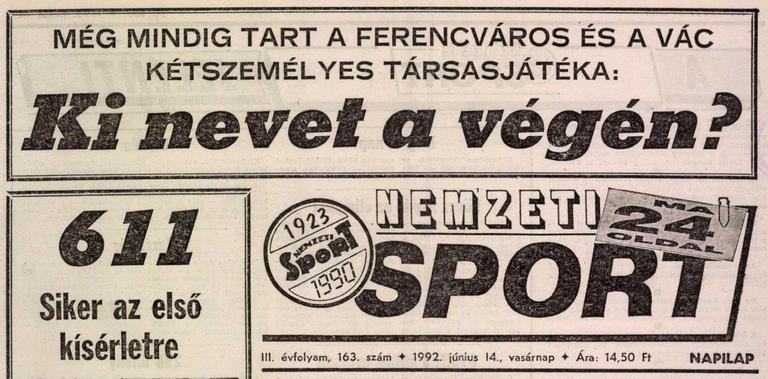 MÉG MINDIG TART A FERENCVÁROS ÉS A VÁC
KÉTSZEMÉLYES TÁRSASJÁTÉKA:
Ki nevet a végén?
611
Siker az első
kísérletre
1923
NEMZETI
SPORT
1990
NEMZETI
SPORT
MA
24
OLDAL
III. évfolyam, 163. szám ✦ 1992. június 14., vasárnap ✦ Ára: 14,50 Ft NAPILAP